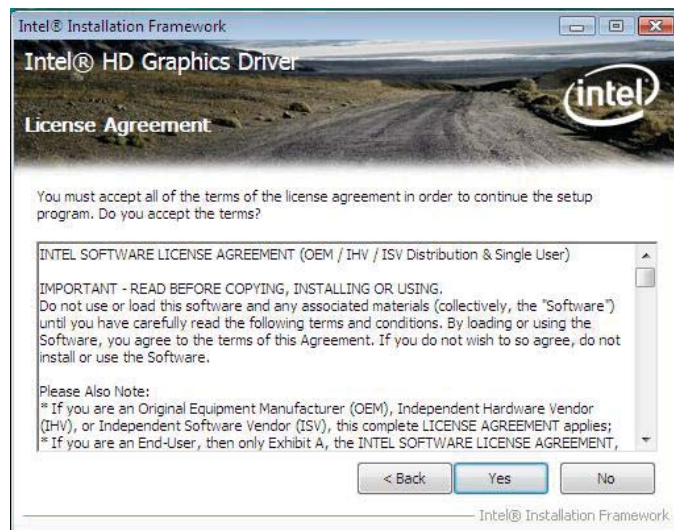 Intel® Installation Framework
Intel® HD Graphics Driver
intel
License Agreement
You must accept all of the terms of the license agreement in order to continue the setup
program. Do you accept the terms?
INTEL SOFTWARE LICENSE AGREEMENT (OEM / IHV / ISV Distribution & Single User)
IMPORTANT - READ BEFORE COPYING, INSTALLING OR USING.
Do not use or load this software and any associated materials (collectively, the "Software")
until you have carefully read the following terms and conditions. By loading or using the
Software, you agree to the terms of this Agreement. If you do not wish to so agree, do not
install or use the Software.
Please Also Note:
* If you are an Original Equipment Manufacturer (OEM), Independent Hardware Vendor
(IHV), or Independent Software Vendor (ISV), this complete LICENSE AGREEMENT applies;
* If you are an End-User, then only Exhibit A, the INTEL SOFTWARE LICENSE AGREEMENT,
< Back Yes No
Intel® Installation Framework